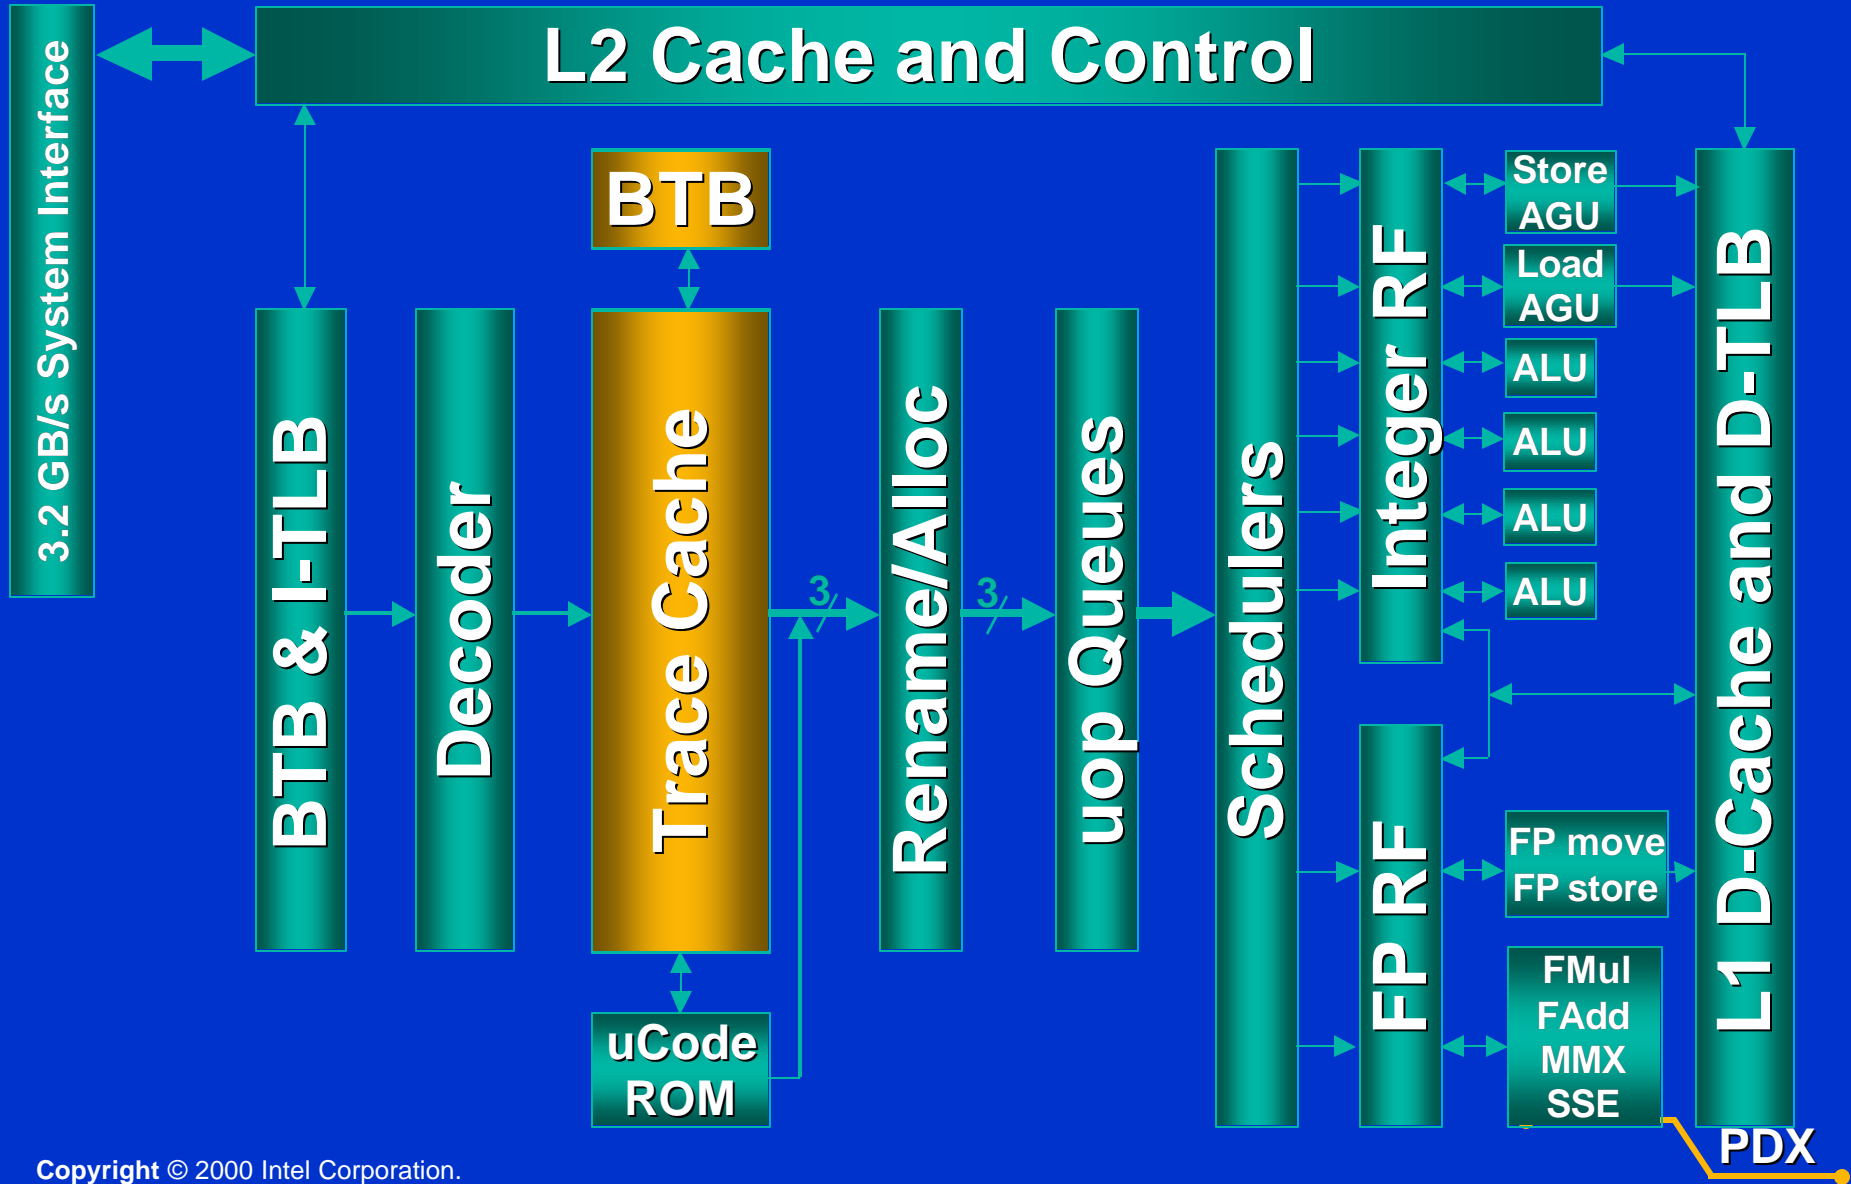 3.2 GB/s System Interface
L2 Cache and Control
BTB & I-TLB
Decoder
BTB
Trace Cache
uCode
ROM
3
Rename/Alloc
3
uop Queues
Schedulers
Integer RF
FP RF
Store
AGU
Load
AGU
ALU
ALU
ALU
ALU
FP move
FP store
FMul
FAdd
MMX
SSE
L1 D-Cache and D-TLB
PDX
Copyright © 2000 Intel Corporation.